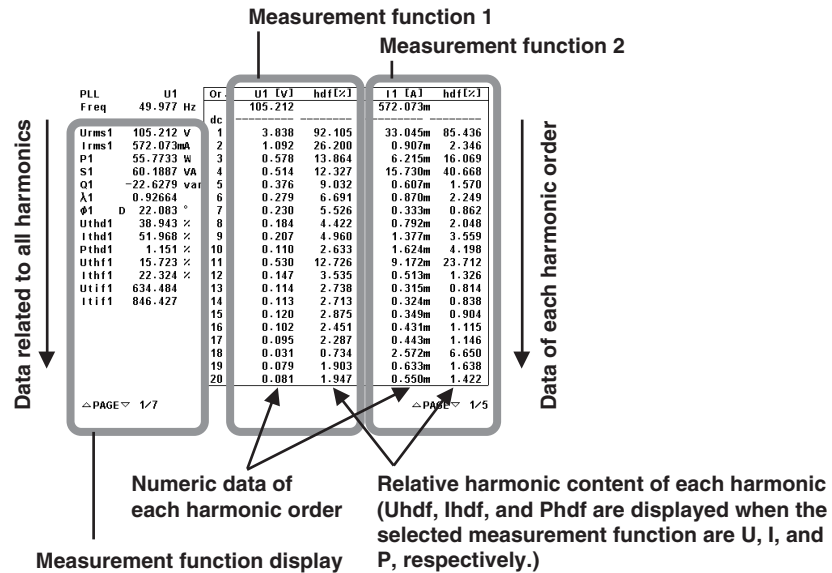 Measurement function 1
Measurement function 2
PLL U1 Or. U1 [V] hdf[%] I1 [A] hdf[%]
Freq 49.977 Hz 105.212 572.073m
dc -------- -------- -------- --------
Urms1 105.212 V 1 3.838 92.105 33.045m 85.436
Irms1 572.073mA 2 1.092 26.200 0.907m 2.346
P1 55.7733 W 3 0.578 13.864 6.215m 16.069
S1 60.1887 VA 4 0.514 12.327 15.730m 40.668
Q1 -22.6279 var 5 0.376 9.032 0.607m 1.570
λ1 0.92664 6 0.279 6.691 0.870m 2.249
ϕ1 D 22.083 ° 7 0.230 5.526 0.333m 0.862
Uthd1 38.943 % 8 0.184 4.422 0.792m 2.048
Ithd1 51.968 % 9 0.207 4.960 1.377m 3.559
Pthd1 1.151 % 10 0.110 2.633 1.624m 4.198
Uthf1 15.723 % 11 0.530 12.726 9.172m 23.712
Ithf1 22.324 % 12 0.147 3.535 0.513m 1.326
Utif1 634.484 13 0.114 2.738 0.315m 0.814
Itif1 846.427 14 0.113 2.713 0.324m 0.838
15 0.120 2.875 0.349m 0.904
16 0.102 2.451 0.431m 1.115
17 0.095 2.287 0.443m 1.146
18 0.031 0.734 2.572m 6.650
19 0.079 1.903 0.633m 1.638
20 0.081 1.947 0.550m 1.422
△PAGE▽ 1/7 △PAGE▽ 1/5
Data related to all harmonics
Data of each harmonic order
Numeric data of
each harmonic order
Relative harmonic content of each harmonic
(Uhdf, Ihdf, and Phdf are displayed when the
selected measurement function are U, I, and
P, respectively.)
Measurement function display